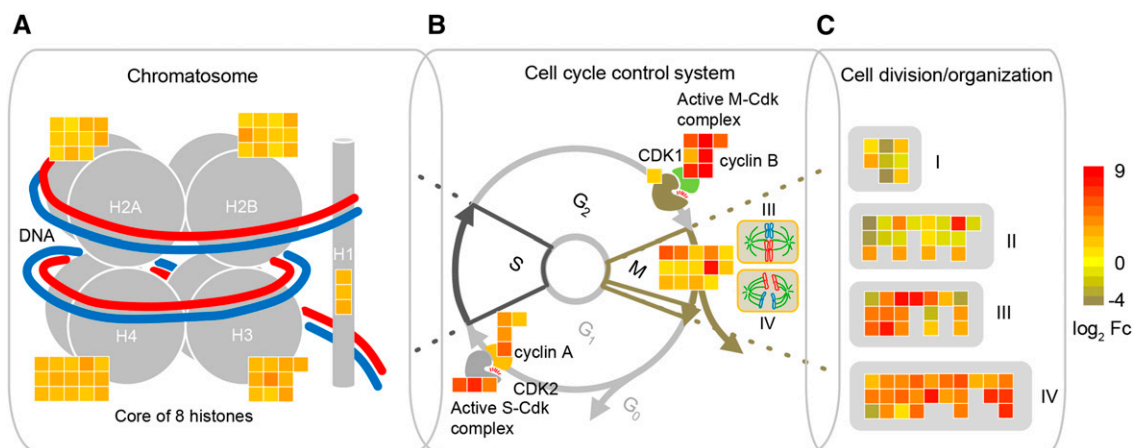 A
B
C
Chromatosome
Cell cycle control system
Cell division/organization
H2A
H2B
DNA
H1
H4
H3
Core of 8 histones
Active M-Cdk
complex
CDK1
cyclin B
G2
S
M
G1
G0
III
IV
cyclin A
CDK2
Active S-Cdk
complex
I
II
III
IV
9
0
-4
log2 Fc